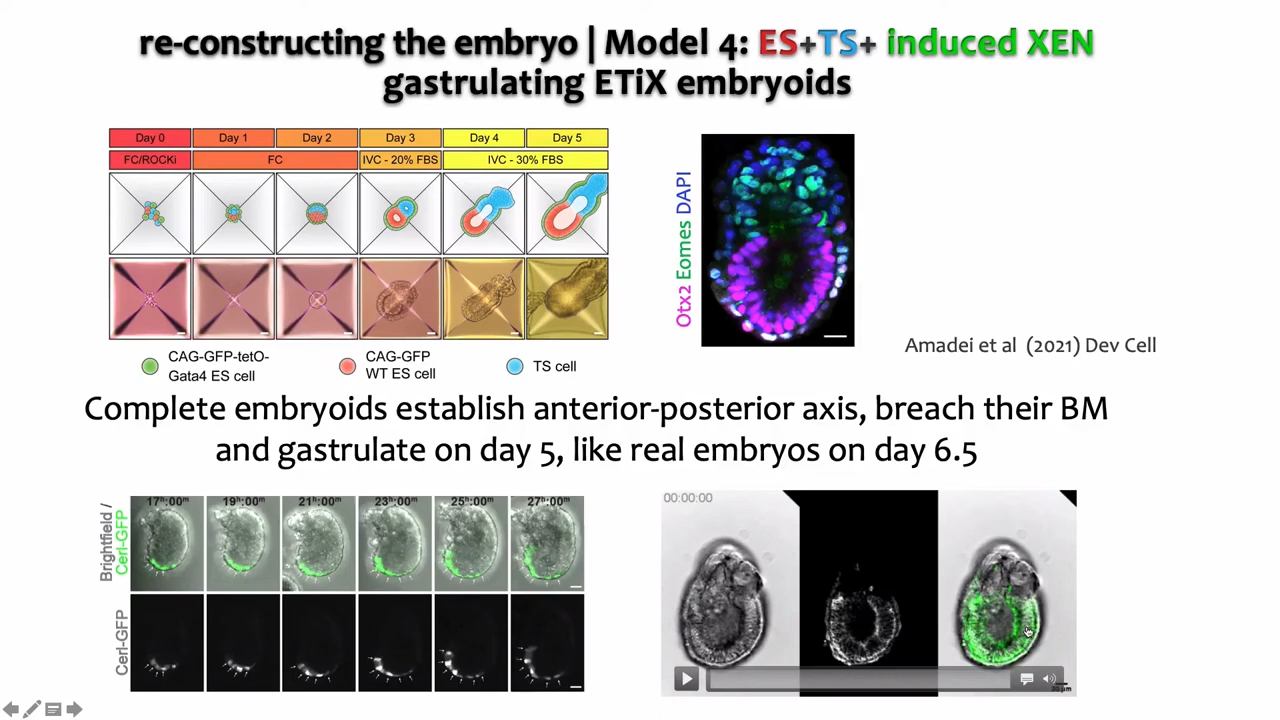 re-constructing the embryo | Model 4: ES+TS+ induced XEN
gastrulating ETiX embryoids
Day 0 Day 1 Day 2 Day 3 Day 4 Day 5
FC/ROCKi FC IVC - 20% FBS IVC - 30% FBS
CAG-GFP-tetO-
Gata4 ES cell
CAG-GFP
WT ES cell
TS cell
Otx2 Eomes DAPI
Amadei et al (2021) Dev Cell
Complete embryoids establish anterior-posterior axis, breach their BM
and gastrulate on day 5, like real embryos on day 6.5
17ʰ:00ᵐ 19ʰ:00ᵐ 21ʰ:00ᵐ 23ʰ:00ᵐ 25ʰ:00ᵐ 27ʰ:00ᵐ
Brightfield /
Cerl-GFP
Cerl-GFP
00:00:00
20 μm